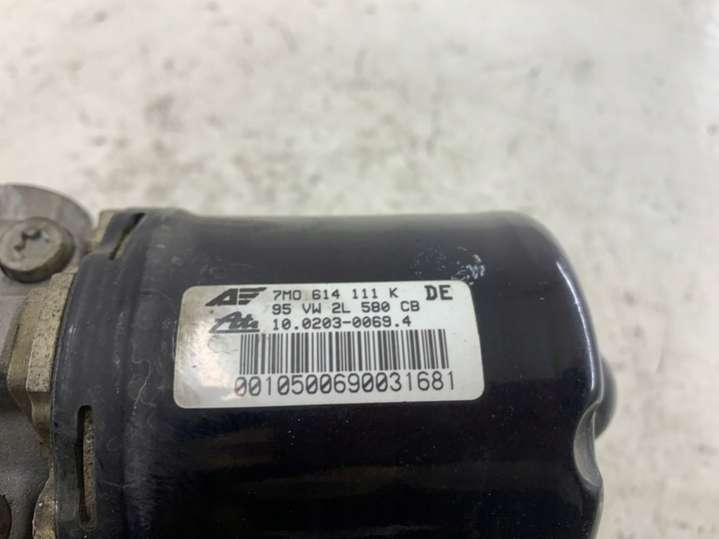 7M0 614 111 K DE
95 VW 2L 580 CB
Ate 10.0203-0069.4
0010500690031681